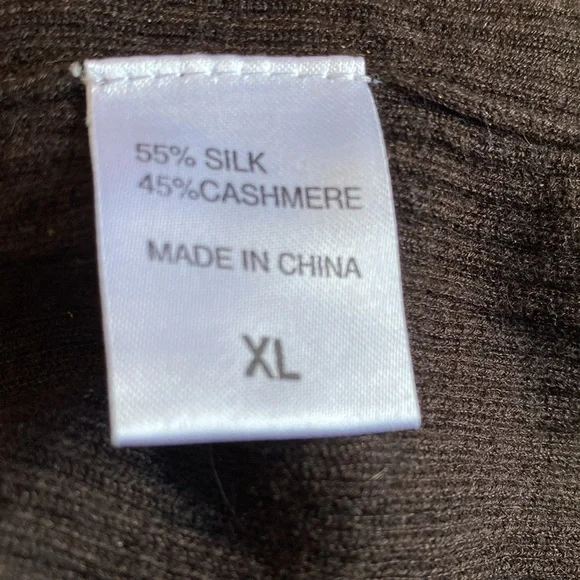 55% SILK
45%CASHMERE
MADE IN CHINA
XL